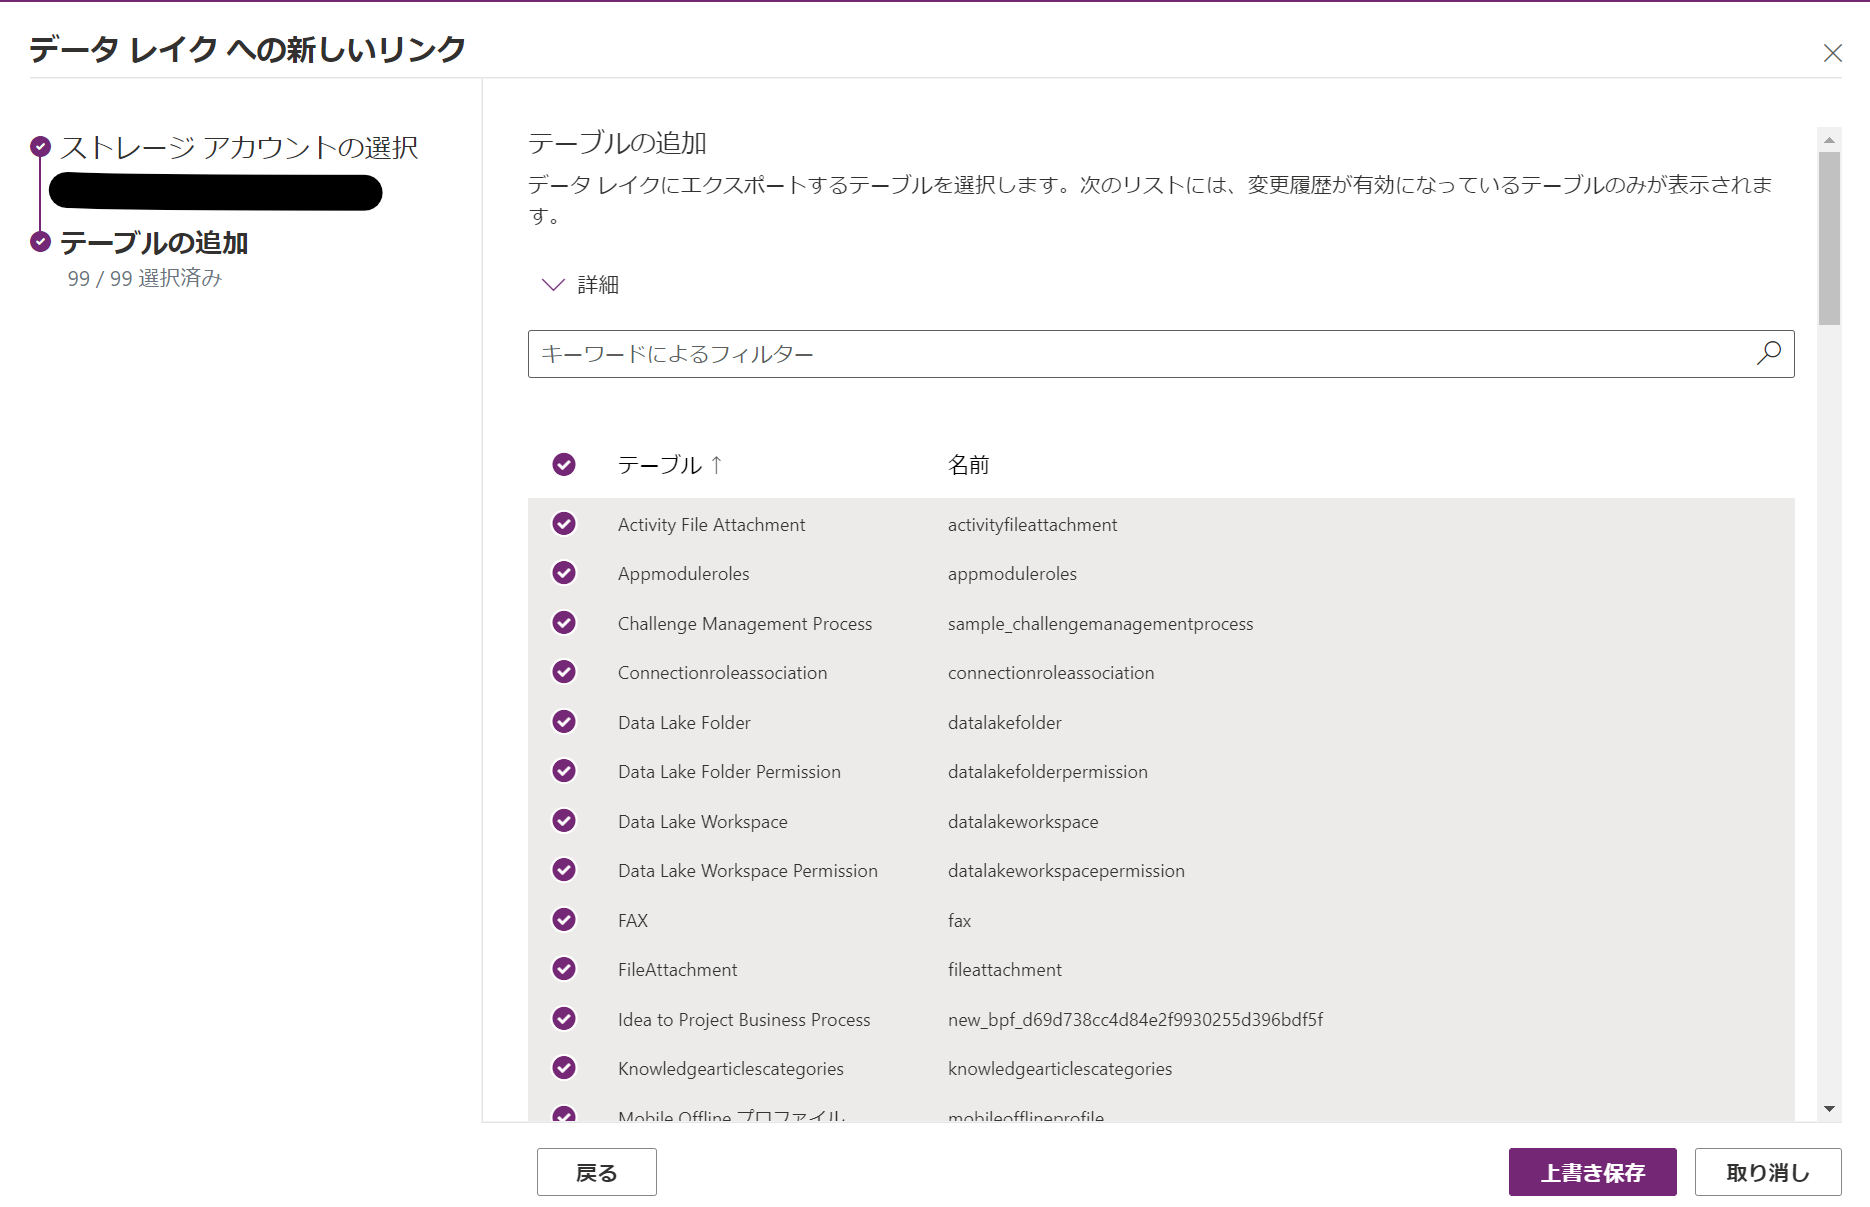 データ レイク への新しいリンク
ストレージ アカウントの選択
テーブルの追加
99 / 99 選択済み
テーブルの追加
データ レイクにエクスポートするテーブルを選択します。次のリストには、変更履歴が有効になっているテーブルのみが表示されま
す。
詳細
キーワードによるフィルター
テーブル ↑ 名前
Activity File Attachment activityfileattachment
Appmoduleroles appmoduleroles
Challenge Management Process sample_challengemanagementprocess
Connectionroleassociation connectionroleassociation
Data Lake Folder datalakefolder
Data Lake Folder Permission datalakefolderpermission
Data Lake Workspace datalakeworkspace
Data Lake Workspace Permission datalakeworkspacepermission
FAX fax
FileAttachment fileattachment
Idea to Project Business Process new_bpf_d69d738cc4d84e2f9930255d396bdf5f
Knowledgearticlescategories knowledgearticlescategories
Mobile Offline プロファイル mobileofflineprofile
戻る 上書き保存 取り消し